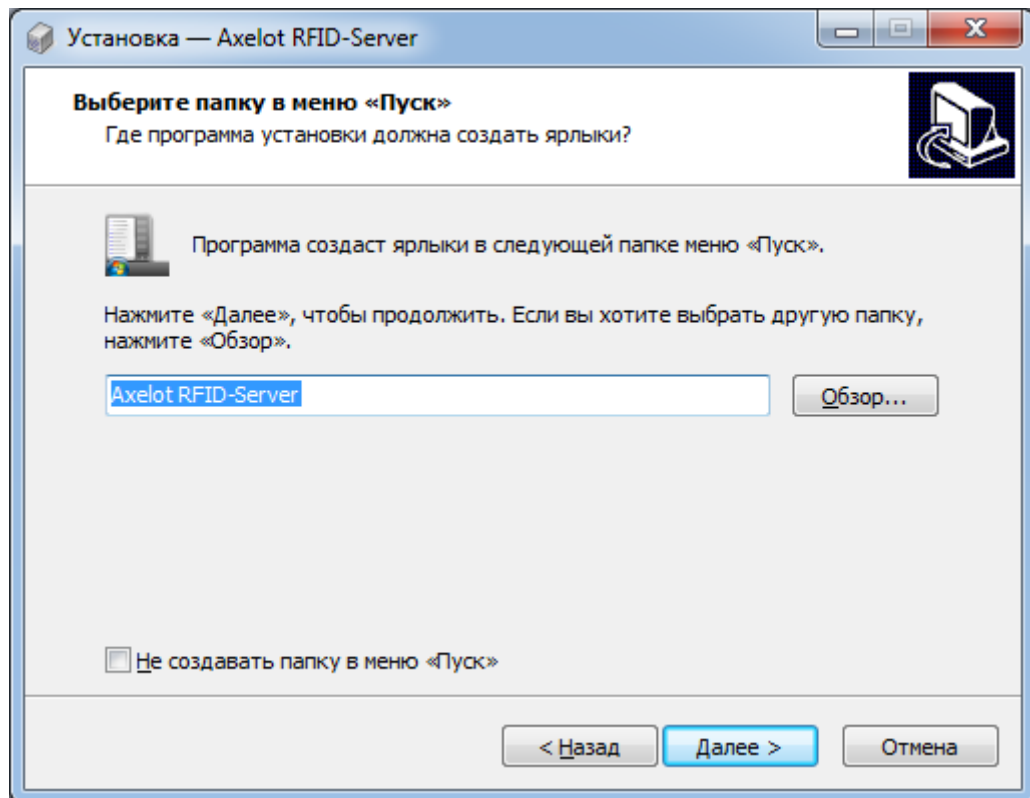 Установка — Axelot RFID-Server
Выберите папку в меню «Пуск»
Где программа установки должна создать ярлыки?
Программа создаст ярлыки в следующей папке меню «Пуск».
Нажмите «Далее», чтобы продолжить. Если вы хотите выбрать другую папку,
нажмите «Обзор».
Axelot RFID-Server
Обзор...
Не создавать папку в меню «Пуск»
< Назад
Далее >
Отмена